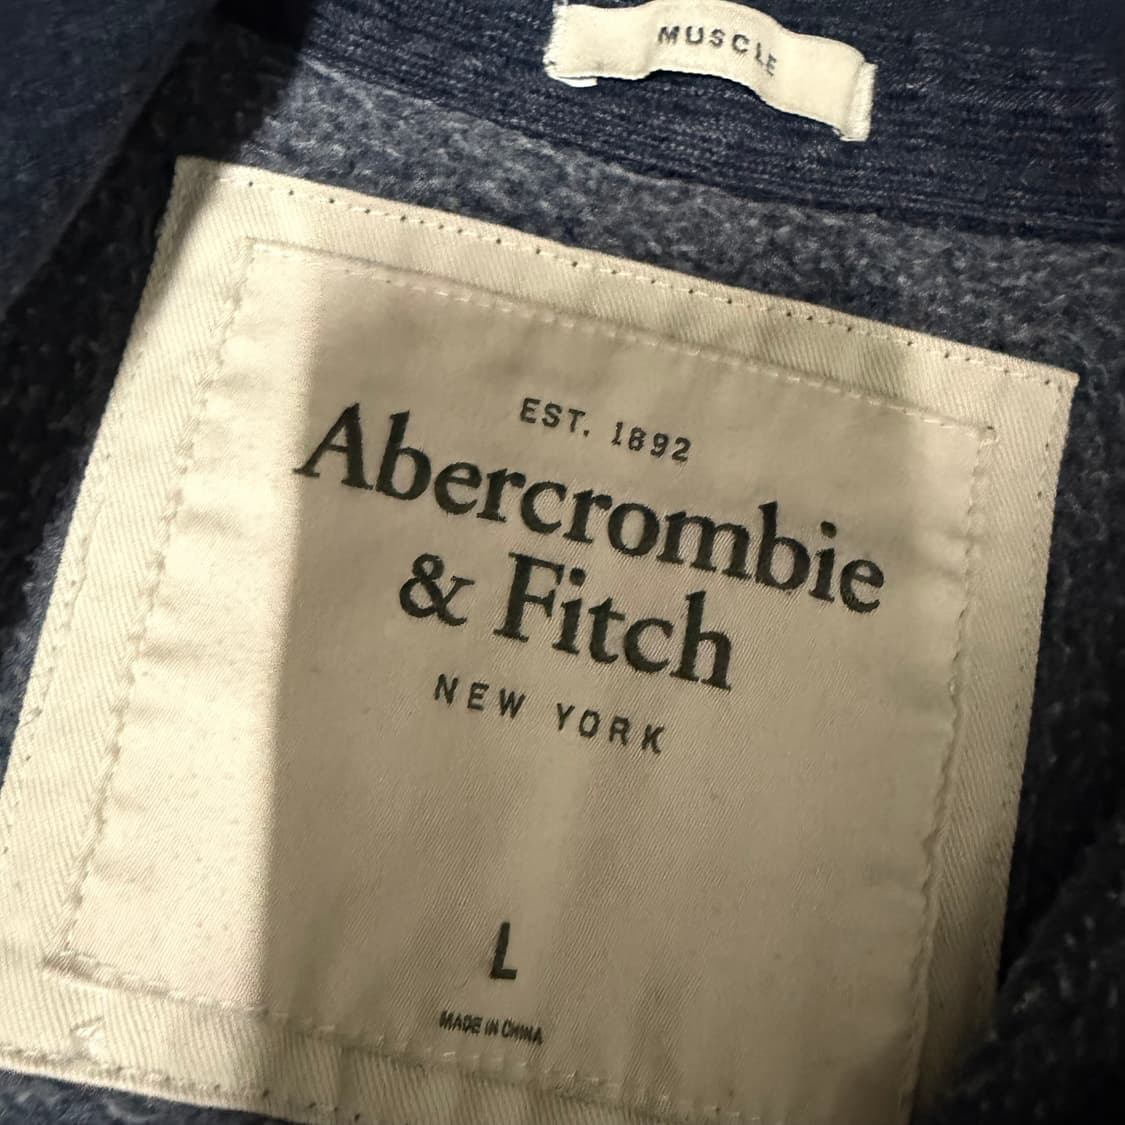 MUSCLE
EST. 1892
Abercrombie
& Fitch
NEW YORK
L
MADE IN CHINA